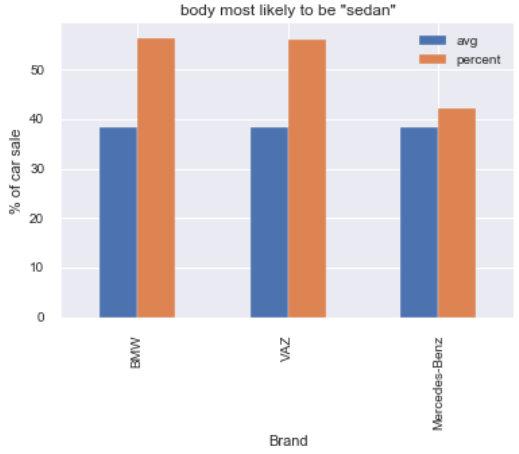 body most likely to be "sedan"
avg
percent
% of car sale
50
40
30
20
10
0
BMW
VAZ
Mercedes-Benz
Brand